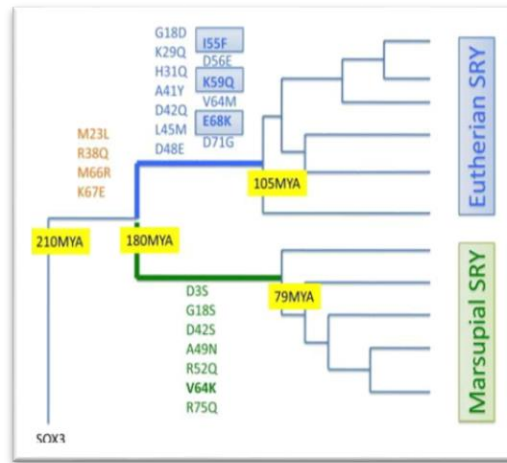 G18D
K29Q
H31Q
A41Y
D42Q
L45M
D48E
I55F
D56E
K59Q
V64M
E68K
D71G
M23L
R38Q
M66R
K67E
105MYA
210MYA
180MYA
79MYA
D3S
G18S
D42S
A49N
R52Q
V64K
R75Q
SOX3
Eutherian SRY
Marsupial SRY